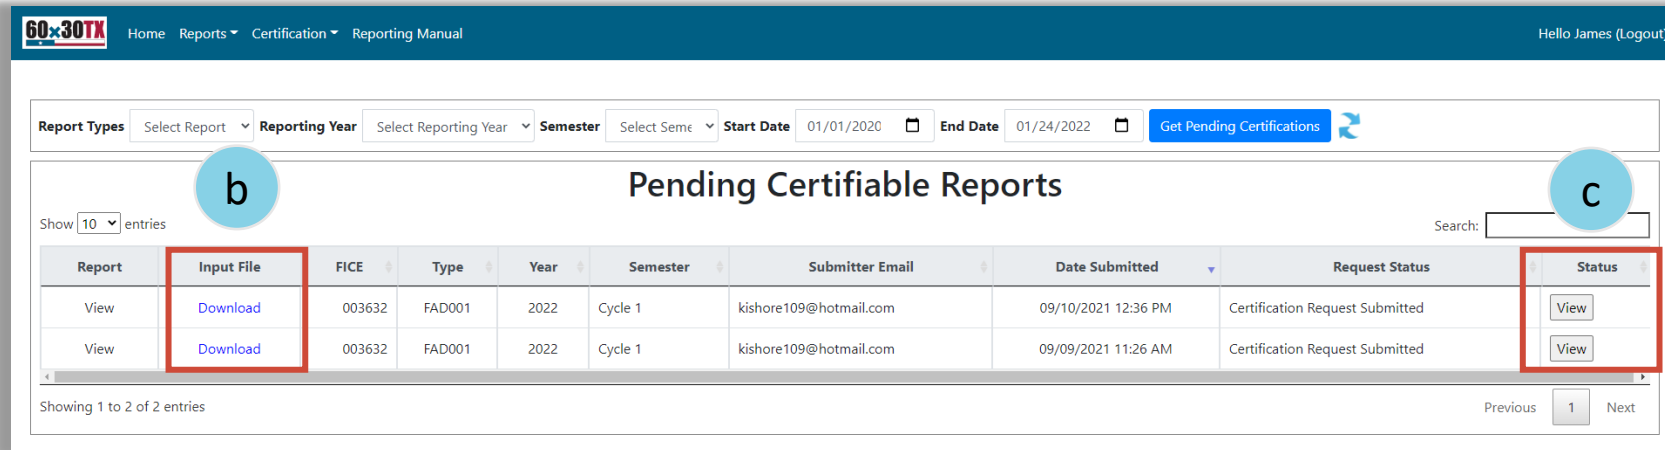 60x30TX Home Reports Certification Reporting Manual Hello James (Logout)
Report Types Select Report Reporting Year Select Reporting Year Semester Select Seme Start Date 01/01/2020 End Date 01/24/2022 Get Pending Certifications
b Pending Certifiable Reports c
Show 10 entries Search:
Report Input File FICE Type Year Semester Submitter Email Date Submitted Request Status Status
View Download 003632 FAD001 2022 Cycle 1 kishore109@hotmail.com 09/10/2021 12:36 PM Certification Request Submitted View
View Download 003632 FAD001 2022 Cycle 1 kishore109@hotmail.com 09/09/2021 11:26 AM Certification Request Submitted View
Showing 1 to 2 of 2 entries Previous 1 Next